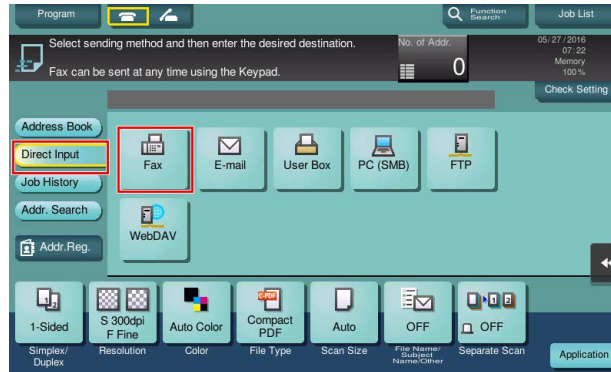 Program
Function
Search
Job List
Select sending method and then enter the desired destination.
Fax can be sent at any time using the Keypad.
No. of Addr.
0
05/27/2016
07:22
Memory
100 %
Check Setting
Address Book
Direct Input
Job History
Addr. Search
Addr.Reg.
Fax
E-mail
User Box
PC (SMB)
FTP
WebDAV
1-Sided
S 300dpi
F Fine
Auto Color
C-PDF
Compact
PDF
Auto
OFF
OFF
Simplex/
Duplex
Resolution
Color
File Type
Scan Size
File Name/
Subject
Name/Other
Separate Scan
Application